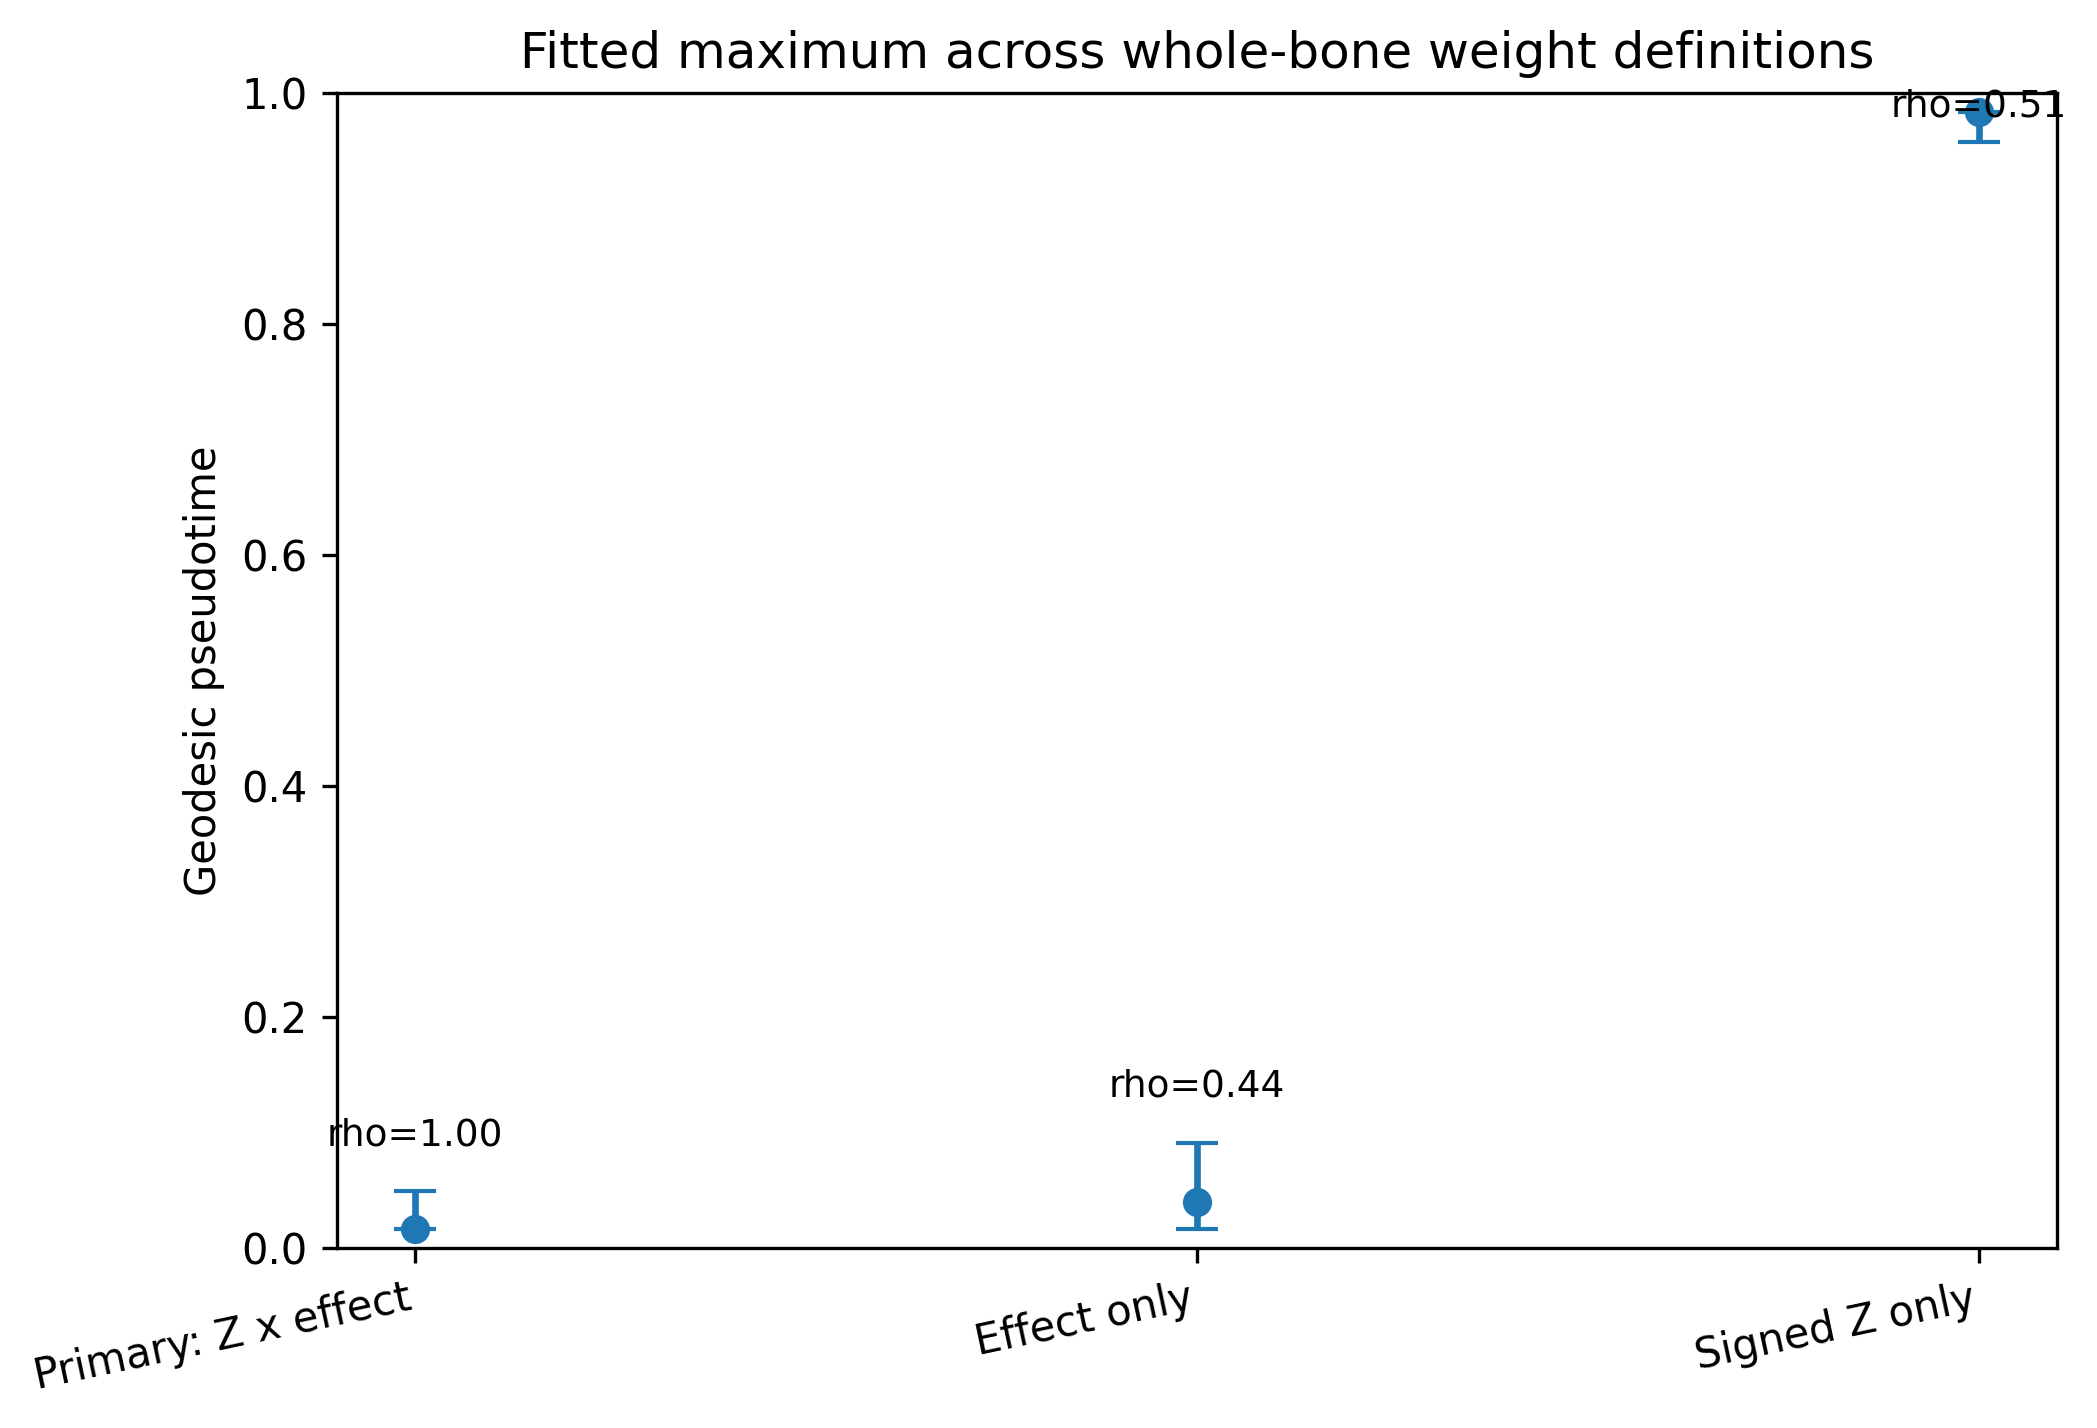 Fitted maximum across whole-bone weight definitions
1.0
0.8
0.6
0.4
0.2
0.0
Geodesic pseudotime
rho=1.00
rho=0.44
rho=0.51
Primary: Z x effect
Effect only
Signed Z only